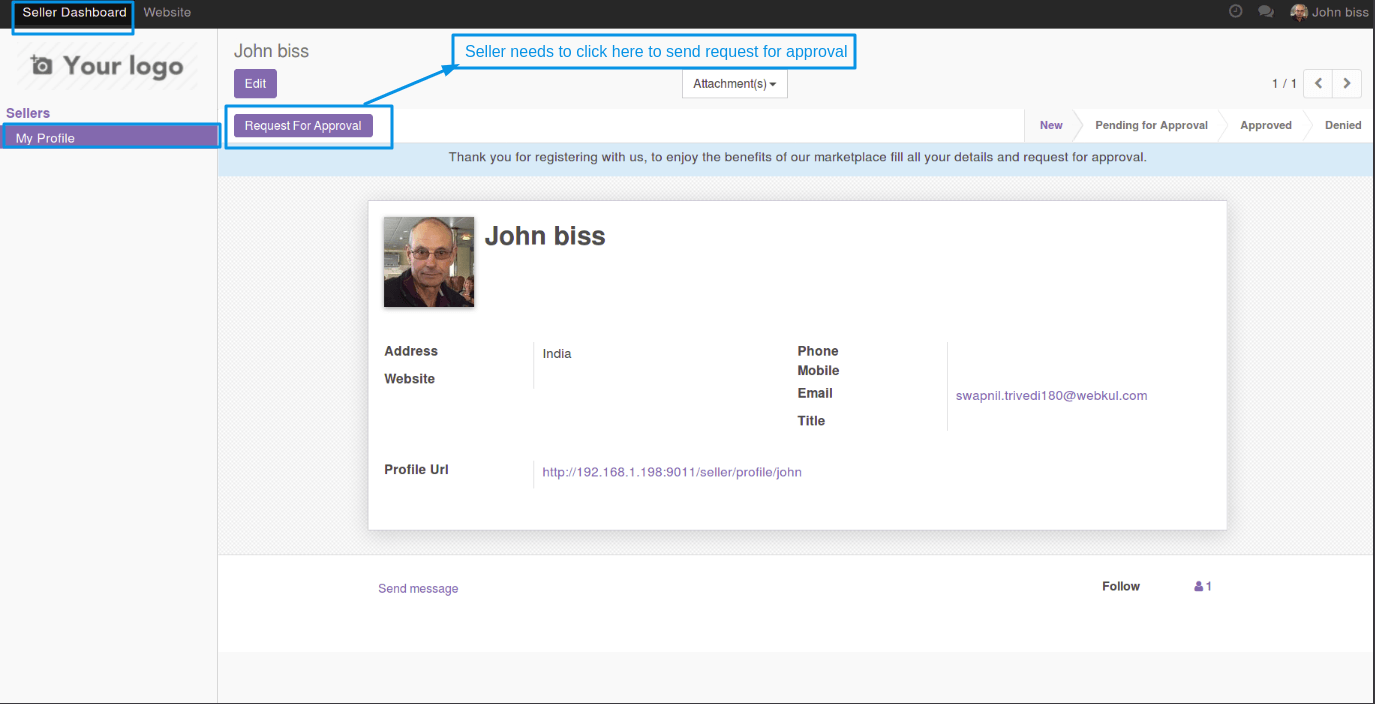 Seller Dashboard Website John biss
Your logo
Sellers
My Profile
John biss
Seller needs to click here to send request for approval
Edit
Attachment(s)
1 / 1
Request For Approval
New Pending for Approval Approved Denied
Thank you for registering with us, to enjoy the benefits of our marketplace fill all your details and request for approval.
John biss
Address India
Website
Phone
Mobile
Email swapnil.trivedi180@webkul.com
Title
Profile Url http://192.168.1.198:9011/seller/profile/john
Send message Follow 1